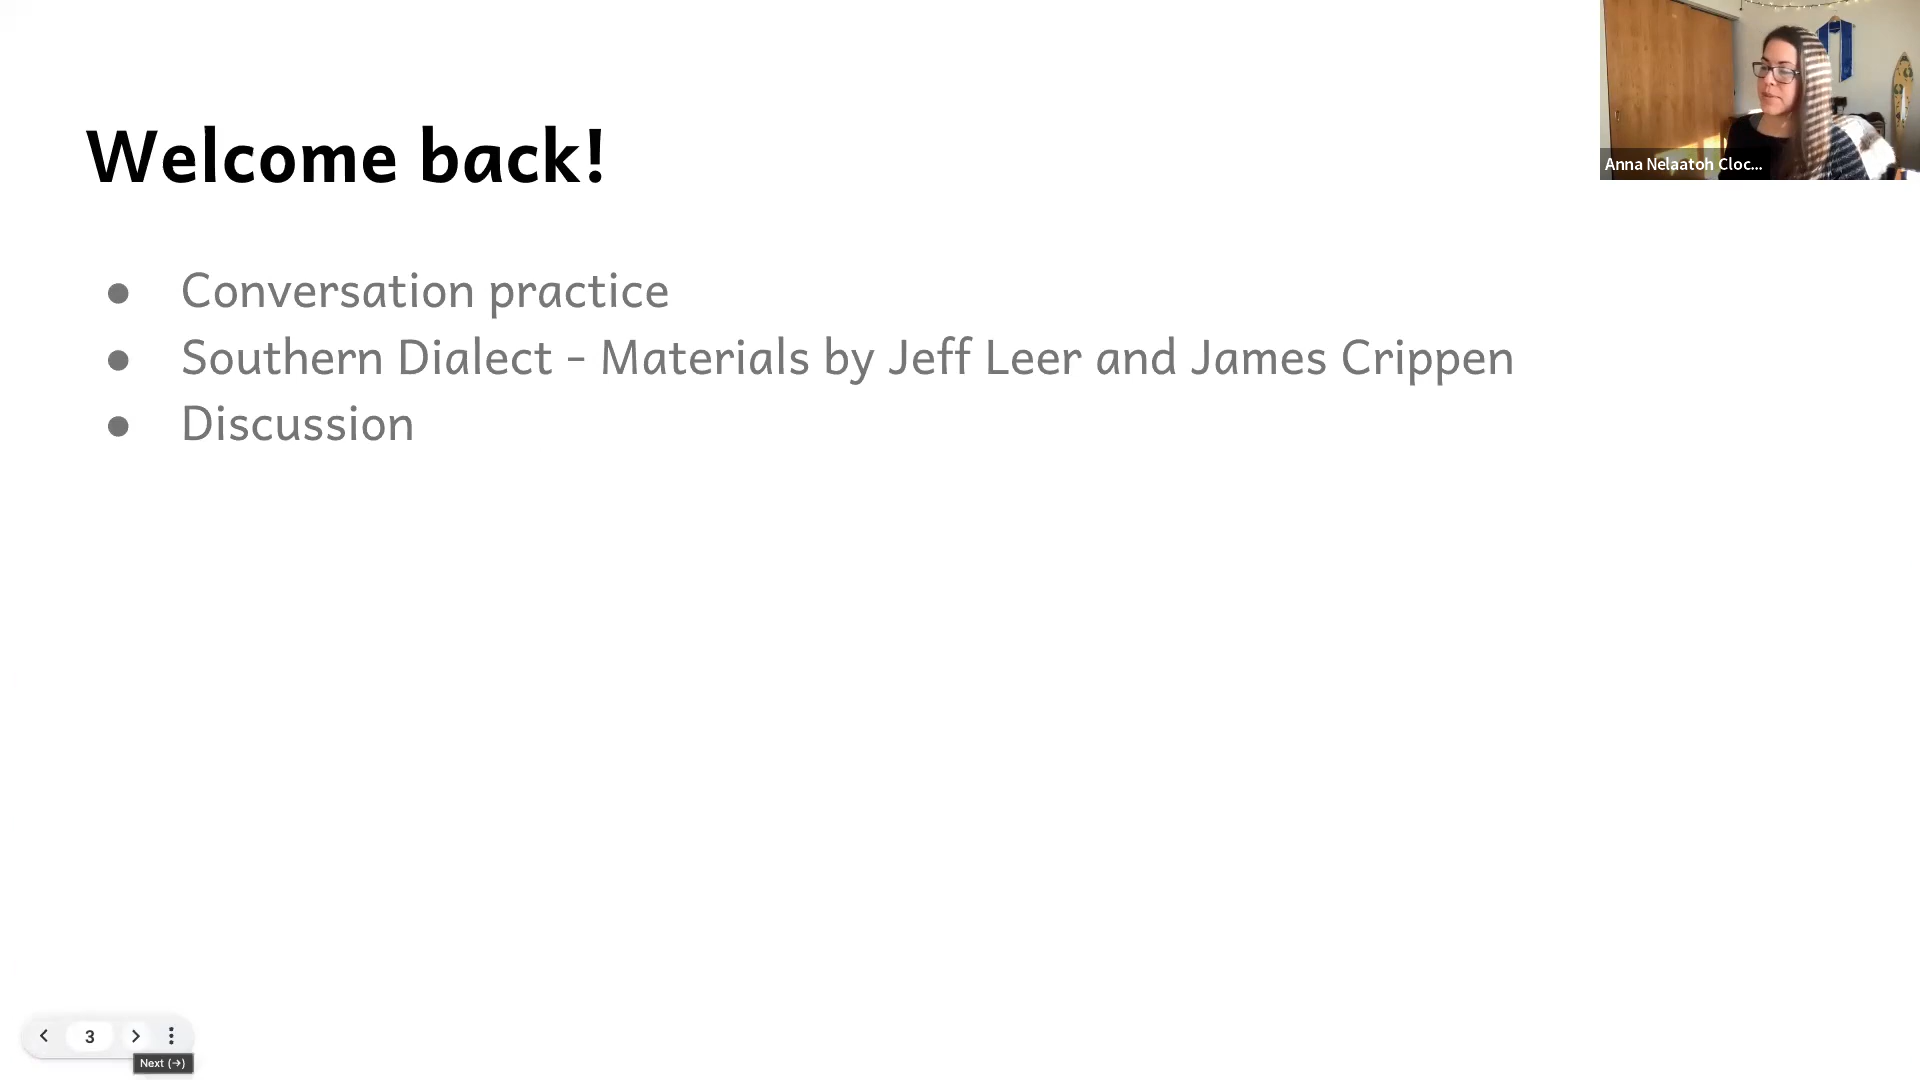 Welcome back!
● Conversation practice
● Southern Dialect - Materials by Jeff Leer and James Crippen
● Discussion
Anna Nelaatoh Cloc...
3
Next (→)